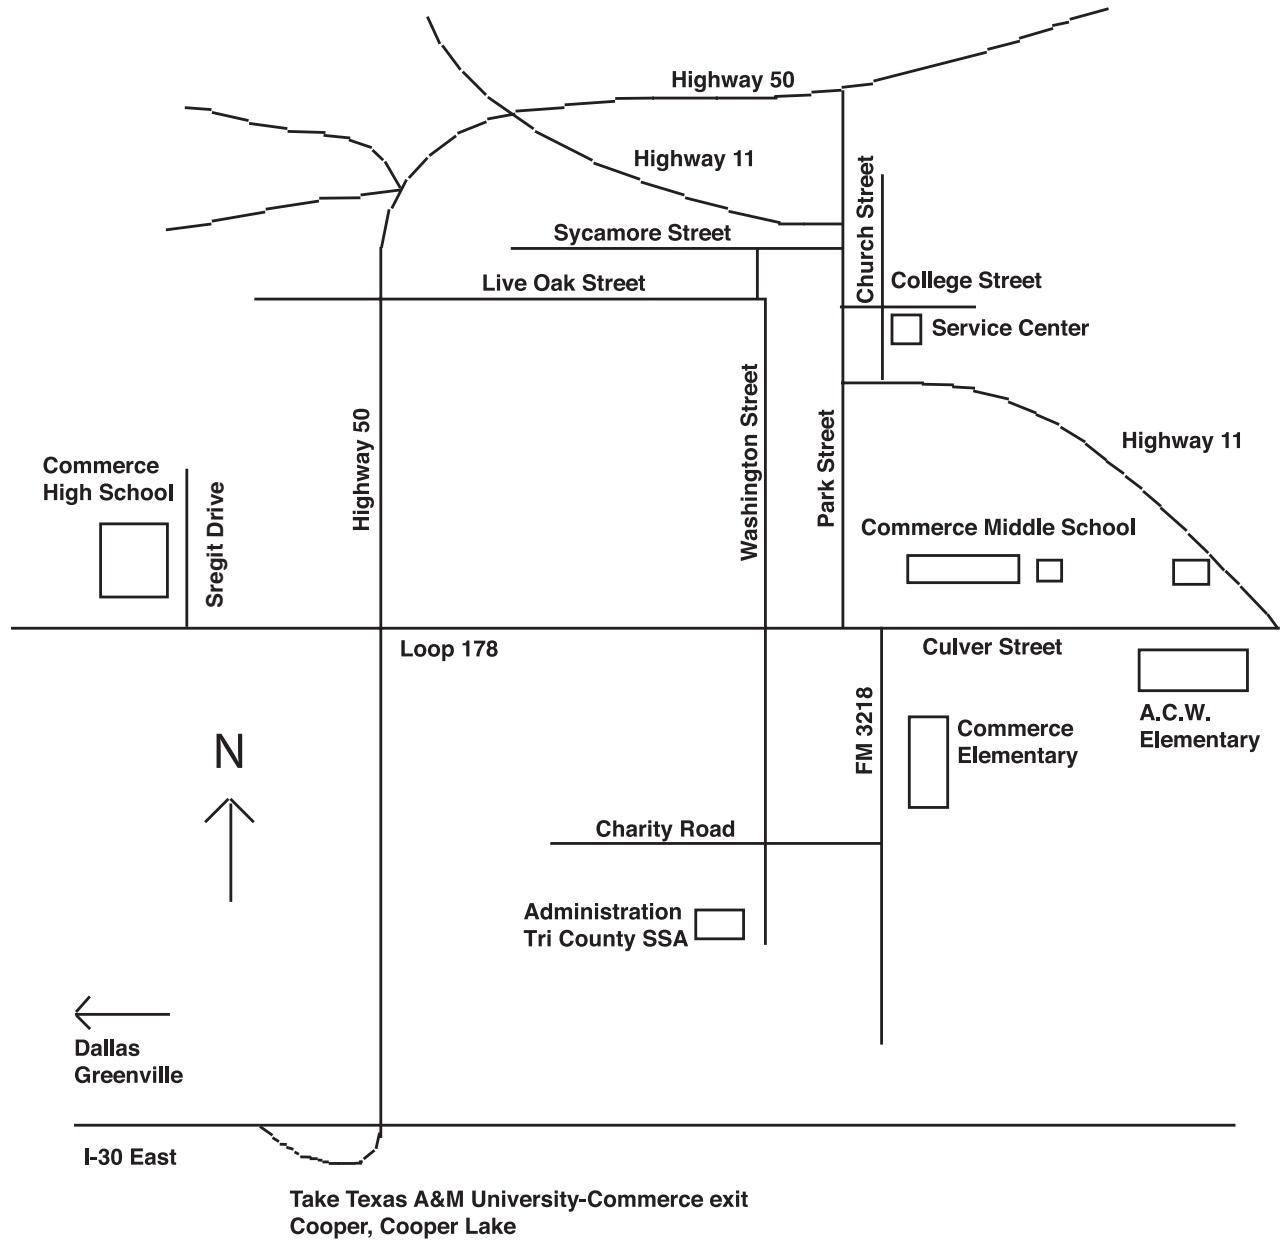 Highway 50
Highway 11
Church Street
Sycamore Street
College Street
Live Oak Street
Service Center
Highway 50
Washington Street
Park Street
Highway 11
Commerce
High School
Sregit Drive
Commerce Middle School
Loop 178
Culver Street
FM 3218
A.C.W.
Elementary
Commerce
Elementary
N
Charity Road
Administration
Tri County SSA
Dallas
Greenville
I-30 East
Take Texas A&M University-Commerce exit
Cooper, Cooper Lake